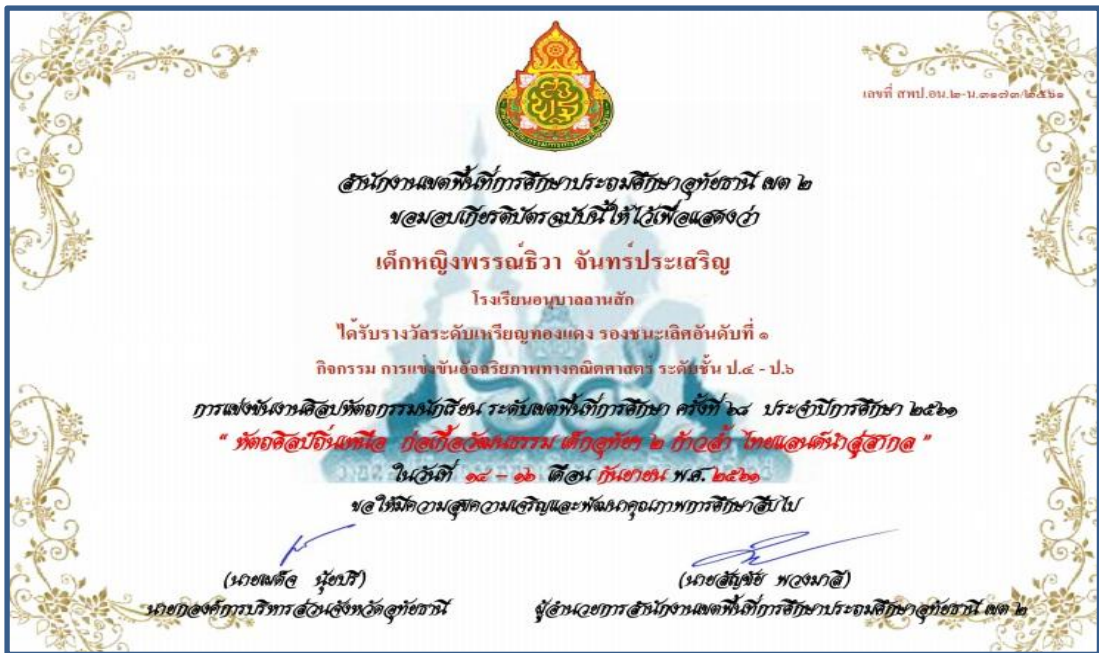 เลขที่ สพป.อน.๒-น.๓๑๗๓/๒๕๖๑
สำนักงานเขตพื้นที่การศึกษาประถมศึกษาอุทัยธานี เขต ๒
ขอมอบเกียรติบัตรฉบับนี้ให้ไว้เพื่อแสดงว่า
เด็กหญิงพรรณธิวา จันทร์ประเสริญ
โรงเรียนอนุบาลลานสัก
ได้รับรางวัลระดับเหรียญทองแดง รองชนะเลิศอันดับที่ ๑
กิจกรรม การแข่งขันอัจฉริยภาพทางคณิตศาสตร์ ระดับชั้น ป.๔ - ป.๖
การแข่งขันงานศิลปหัตถกรรมนักเรียน ระดับเขตพื้นที่การศึกษา ครั้งที่ ๖๘ ประจำปีการศึกษา ๒๕๖๑
" หัตถศิลป์ถิ่นเหนือ ก่อเกื้อวัฒนธรรม เด็กอุทัยฯ ๒ ก้าวล้ำ ไทยแลนด์นำสู่สากล "
ในวันที่ ๑๔ – ๑๖ เดือน กันยายน พ.ศ. ๒๕๖๑
ขอให้มีความสุขความเจริญและพัฒนาคุณภาพการศึกษาสืบไป
(นายเผด็จ นุ้ยปรี) (นายสัญชัย พวงมาลี)
นายกองค์การบริหารส่วนจังหวัดอุทัยธานี ผู้อำนวยการสำนักงานเขตพื้นที่การศึกษาประถมศึกษาอุทัยธานี เขต ๒